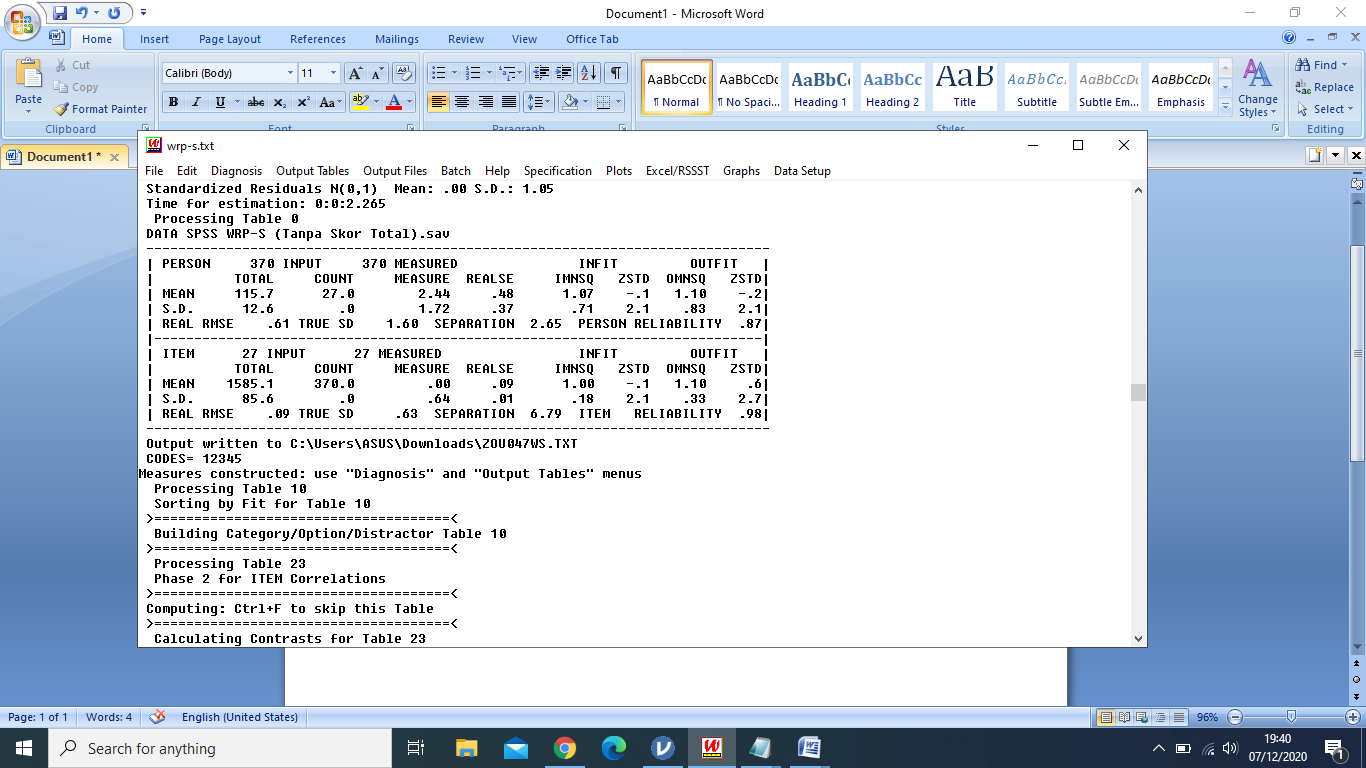 Document1 - Microsoft Word
Home Insert Page Layout References Mailings Review View Office Tab
Paste
Cut
Copy
Format Painter
Clipboard
Calibri (Body) 11
Font
Paragraph
AaBbCcDc AaBbCcDc AaBbC AaBbCc AaB AaBbCc. AaBbCcDc AaBbCcDc
¶ Normal ¶ No Spaci... Heading 1 Heading 2 Title Subtitle Subtle Em... Emphasis
Change Styles
Styles
Find
Replace
Select
Editing
Document1 *
wrp-s.txt
File Edit Diagnosis Output Tables Output Files Batch Help Specification Plots Excel/RSSST Graphs Data Setup
Standardized Residuals N(0,1) Mean: .00 S.D.: 1.05
Time for estimation: 0:0:2.265
Processing Table 0
DATA SPSS WRP-S (Tanpa Skor Total).sav
--------------------------------------------------------------------------------
| PERSON 370 INPUT 370 MEASURED INFIT OUTFIT |
| TOTAL COUNT MEASURE REALSE IMNSQ ZSTD OMNSQ ZSTD|
| MEAN 115.7 27.0 2.44 .48 1.07 -.1 1.10 -.2|
| S.D. 12.6 .0 1.72 .37 .71 2.1 .83 2.1|
| REAL RMSE .61 TRUE SD 1.60 SEPARATION 2.65 PERSON RELIABILITY .87|
|------------------------------------------------------------------------------|
| ITEM 27 INPUT 27 MEASURED INFIT OUTFIT |
| TOTAL COUNT MEASURE REALSE IMNSQ ZSTD OMNSQ ZSTD|
| MEAN 1585.1 370.0 .00 .09 1.00 -.1 1.10 .6|
| S.D. 85.6 .0 .64 .01 .18 2.1 .33 2.7|
| REAL RMSE .09 TRUE SD .63 SEPARATION 6.79 ITEM RELIABILITY .98|
--------------------------------------------------------------------------------
Output written to C:\Users\ASUS\Downloads\ZOU047WS.TXT
CODES= 12345
Measures constructed: use "Diagnosis" and "Output Tables" menus
Processing Table 10
Sorting by Fit for Table 10
>=====================================<
Building Category/Option/Distractor Table 10
>=====================================<
Processing Table 23
Phase 2 for ITEM Correlations
>=====================================<
Computing: Ctrl+F to skip this Table
>=====================================<
Calculating Contrasts for Table 23
Page: 1 of 1 Words: 4 English (United States) 96%
Search for anything
19:40
07/12/2020
1